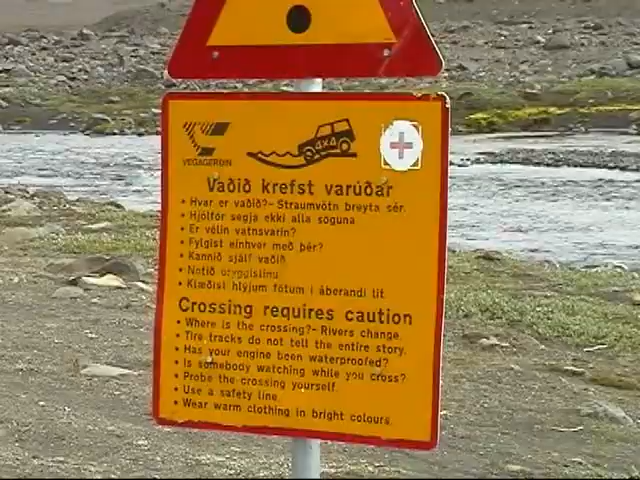 VEGAGERÐIN
4x4
Vaðið krefst varúðar
• Hvar er vaðið?- Straumvötn breyta sér.
• Hjólför segja ekki alla söguna
• Er vélin vatnsvarin?
• Fylgist einhver með þér?
• Kannið sjálf vaðið
• Notið öryggislínu
• Klæðist hlýjum fötum í áberandi lit
Crossing requires caution
• Where is the crossing?- Rivers change.
• Tire tracks do not tell the entire story.
• Has your engine been waterproofed?
• Is somebody watching while you cross?
• Probe the crossing yourself.
• Use a safety line.
• Wear warm clothing in bright colours.